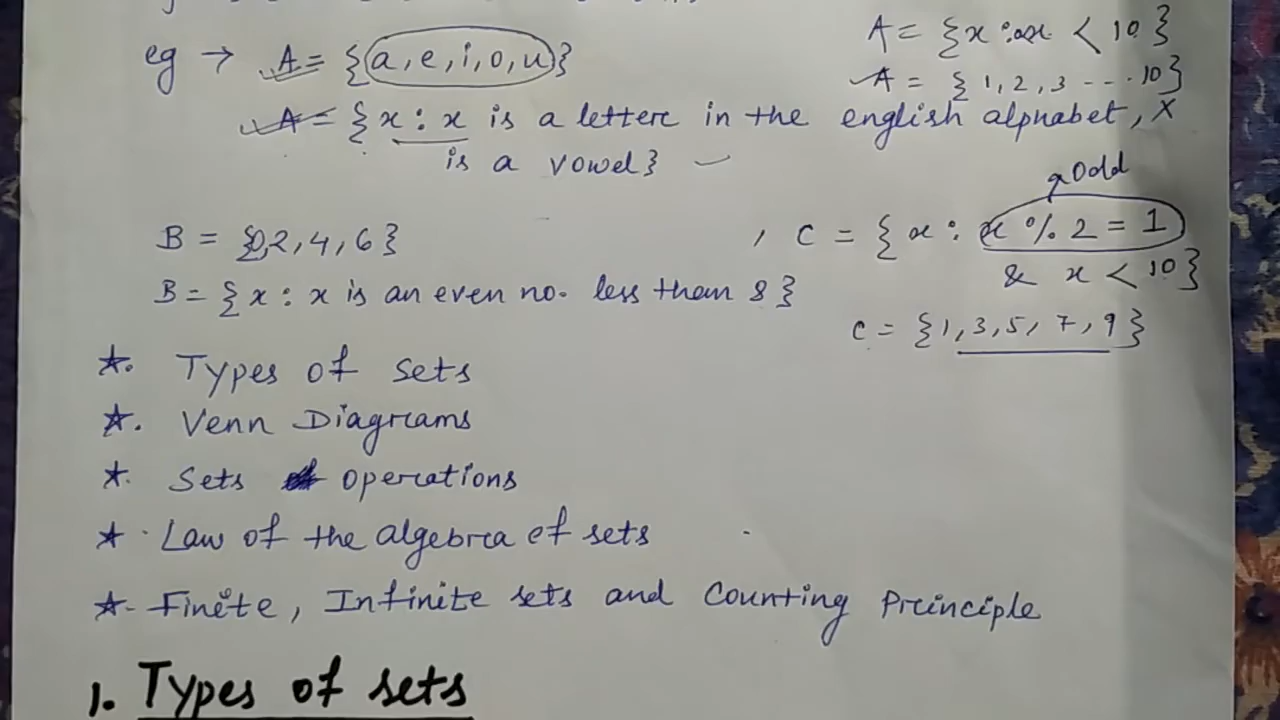 eg → A = {a, e, i, o, u}
A = {x : x < 10}
A = {1, 2, 3 --- 10}
A = {x : x is a letter in the english alphabet, x
is a vowel}
Odd
B = {0,2, 4, 6}
, C = {x : x % 2 = 1
& x < 10}
B = {x : x is an even no. less than 8}
C = {1, 3, 5, 7, 9}
*. Types of sets
*. Venn Diagrams
*. Sets Operations
* . Law of the algebra of sets
*- Finite, Infinite sets and Counting Principle
1. Types of sets